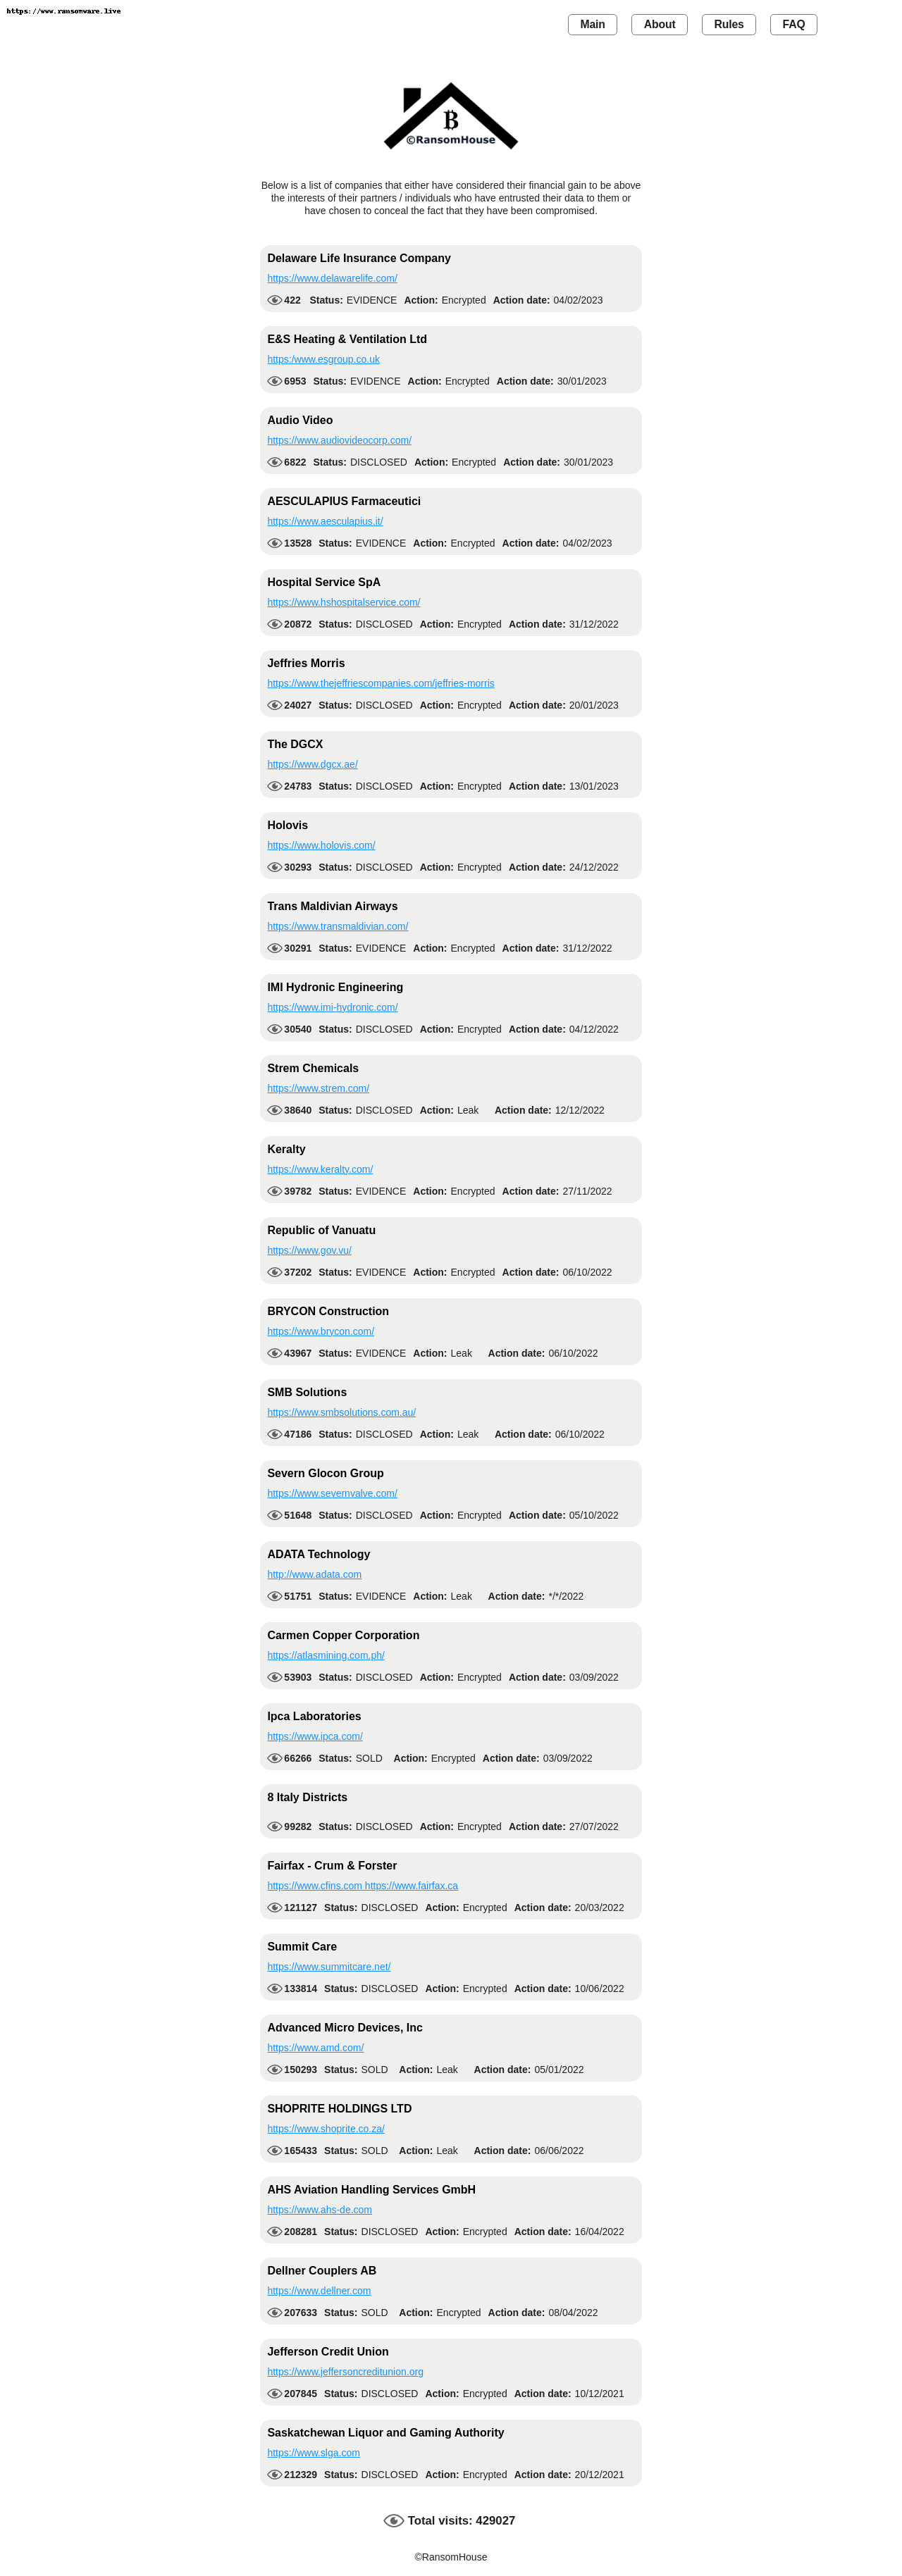 https://www.ransomware.live
Main About Rules FAQ
©RansomHouse
Below is a list of companies that either have considered their financial gain to be above
the interests of their partners / individuals who have entrusted their data to them or
have chosen to conceal the fact that they have been compromised.
Delaware Life Insurance Company
https://www.delawarelife.com/
422 Status: EVIDENCE Action: Encrypted Action date: 04/02/2023
E&S Heating & Ventilation Ltd
https:/www.esgroup.co.uk
6953 Status: EVIDENCE Action: Encrypted Action date: 30/01/2023
Audio Video
https://www.audiovideocorp.com/
6822 Status: DISCLOSED Action: Encrypted Action date: 30/01/2023
AESCULAPIUS Farmaceutici
https://www.aesculapius.it/
13528 Status: EVIDENCE Action: Encrypted Action date: 04/02/2023
Hospital Service SpA
https://www.hshospitalservice.com/
20872 Status: DISCLOSED Action: Encrypted Action date: 31/12/2022
Jeffries Morris
https://www.thejeffriescompanies.com/jeffries-morris
24027 Status: DISCLOSED Action: Encrypted Action date: 20/01/2023
The DGCX
https://www.dgcx.ae/
24783 Status: DISCLOSED Action: Encrypted Action date: 13/01/2023
Holovis
https://www.holovis.com/
30293 Status: DISCLOSED Action: Encrypted Action date: 24/12/2022
Trans Maldivian Airways
https://www.transmaldivian.com/
30291 Status: EVIDENCE Action: Encrypted Action date: 31/12/2022
IMI Hydronic Engineering
https://www.imi-hydronic.com/
30540 Status: DISCLOSED Action: Encrypted Action date: 04/12/2022
Strem Chemicals
https://www.strem.com/
38640 Status: DISCLOSED Action: Leak Action date: 12/12/2022
Keralty
https://www.keralty.com/
39782 Status: EVIDENCE Action: Encrypted Action date: 27/11/2022
Republic of Vanuatu
https://www.gov.vu/
37202 Status: EVIDENCE Action: Encrypted Action date: 06/10/2022
BRYCON Construction
https://www.brycon.com/
43967 Status: EVIDENCE Action: Leak Action date: 06/10/2022
SMB Solutions
https://www.smbsolutions.com.au/
47186 Status: DISCLOSED Action: Leak Action date: 06/10/2022
Severn Glocon Group
https://www.severnvalve.com/
51648 Status: DISCLOSED Action: Encrypted Action date: 05/10/2022
ADATA Technology
http://www.adata.com
51751 Status: EVIDENCE Action: Leak Action date: */*/2022
Carmen Copper Corporation
https://atlasmining.com.ph/
53903 Status: DISCLOSED Action: Encrypted Action date: 03/09/2022
Ipca Laboratories
https://www.ipca.com/
66266 Status: SOLD Action: Encrypted Action date: 03/09/2022
8 Italy Districts
99282 Status: DISCLOSED Action: Encrypted Action date: 27/07/2022
Fairfax - Crum & Forster
https://www.cfins.com https://www.fairfax.ca
121127 Status: DISCLOSED Action: Encrypted Action date: 20/03/2022
Summit Care
https://www.summitcare.net/
133814 Status: DISCLOSED Action: Encrypted Action date: 10/06/2022
Advanced Micro Devices, Inc
https://www.amd.com/
150293 Status: SOLD Action: Leak Action date: 05/01/2022
SHOPRITE HOLDINGS LTD
https://www.shoprite.co.za/
165433 Status: SOLD Action: Leak Action date: 06/06/2022
AHS Aviation Handling Services GmbH
https://www.ahs-de.com
208281 Status: DISCLOSED Action: Encrypted Action date: 16/04/2022
Dellner Couplers AB
https://www.dellner.com
207633 Status: SOLD Action: Encrypted Action date: 08/04/2022
Jefferson Credit Union
https://www.jeffersoncreditunion.org
207845 Status: DISCLOSED Action: Encrypted Action date: 10/12/2021
Saskatchewan Liquor and Gaming Authority
https://www.slga.com
212329 Status: DISCLOSED Action: Encrypted Action date: 20/12/2021
Total visits: 429027
©RansomHouse